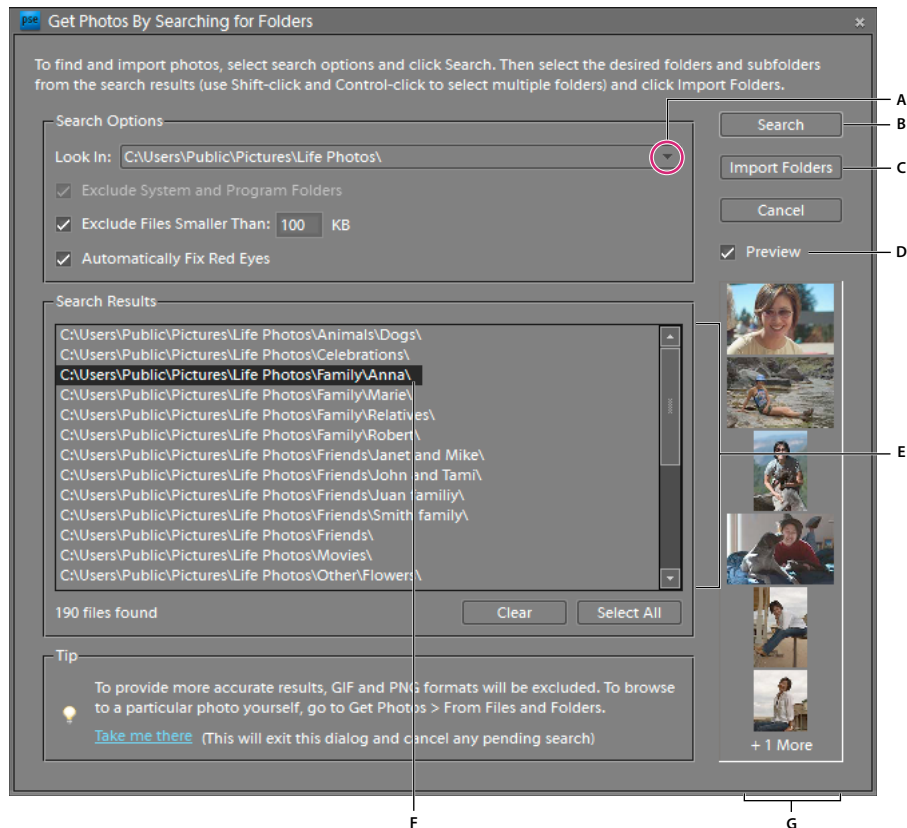 pse Get Photos By Searching for Folders
To find and import photos, select search options and click Search. Then select the desired folders and subfolders
from the search results (use Shift-click and Control-click to select multiple folders) and click Import Folders.
A
Search Options
Search
B
Look In: C:\Users\Public\Pictures\Life Photos\
Import Folders
C
Exclude System and Program Folders
Exclude Files Smaller Than: 100 KB
Cancel
Automatically Fix Red Eyes
Preview
D
Search Results
C:\Users\Public\Pictures\Life Photos\Animals\Dogs\
C:\Users\Public\Pictures\Life Photos\Celebrations\
C:\Users\Public\Pictures\Life Photos\Family\Anna\
C:\Users\Public\Pictures\Life Photos\Family\Marie\
C:\Users\Public\Pictures\Life Photos\Family\Relatives\
C:\Users\Public\Pictures\Life Photos\Family\Robert\
C:\Users\Public\Pictures\Life Photos\Friends\Janet and Mike\
C:\Users\Public\Pictures\Life Photos\Friends\John and Tami\
C:\Users\Public\Pictures\Life Photos\Friends\Juan familiy\
C:\Users\Public\Pictures\Life Photos\Friends\Smith family\
C:\Users\Public\Pictures\Life Photos\Friends\
C:\Users\Public\Pictures\Life Photos\Movies\
C:\Users\Public\Pictures\Life Photos\Other\Flowers\
E
190 files found
Clear
Select All
Tip
To provide more accurate results, GIF and PNG formats will be excluded. To browse
to a particular photo yourself, go to Get Photos > From Files and Folders.
Take me there (This will exit this dialog and cancel any pending search)
+ 1 More
F
G